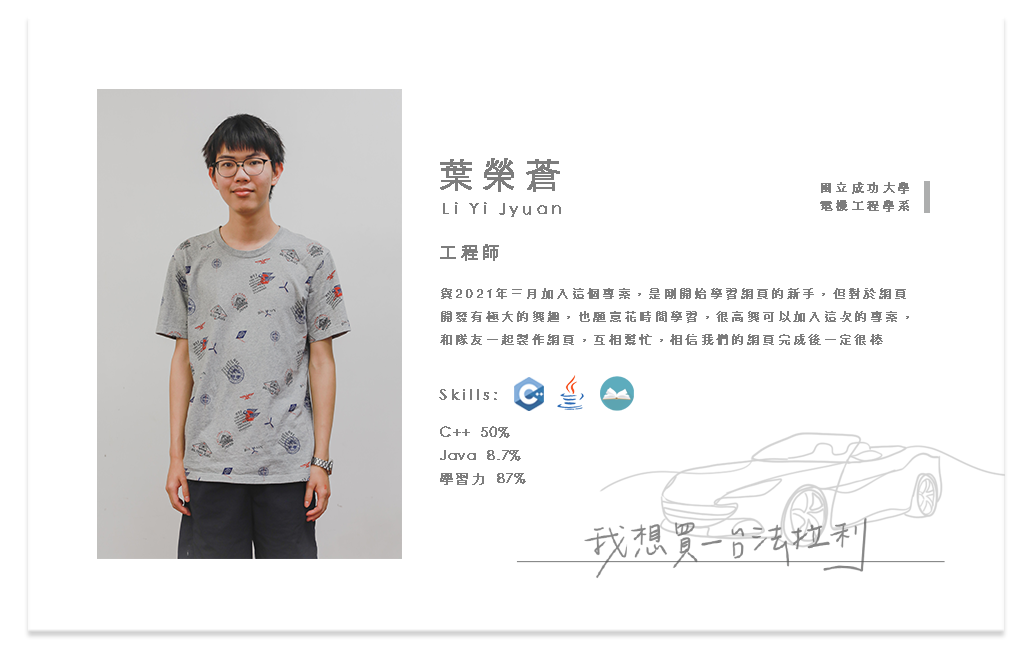 葉榮蒼
Li Yi Jyuan
國立成功大學
電機工程學系
工程師
與2021年三月加入這個專案，是剛開始學習網頁的新手，但對於網頁
開發有極大的興趣，也願意花時間學習，很高興可以加入這次的專案，
和隊友一起製作網頁，互相幫忙，相信我們的網頁完成後一定很棒
Skills:
C++ 50%
Java 8.7%
學習力 87%
我想買一台法拉利